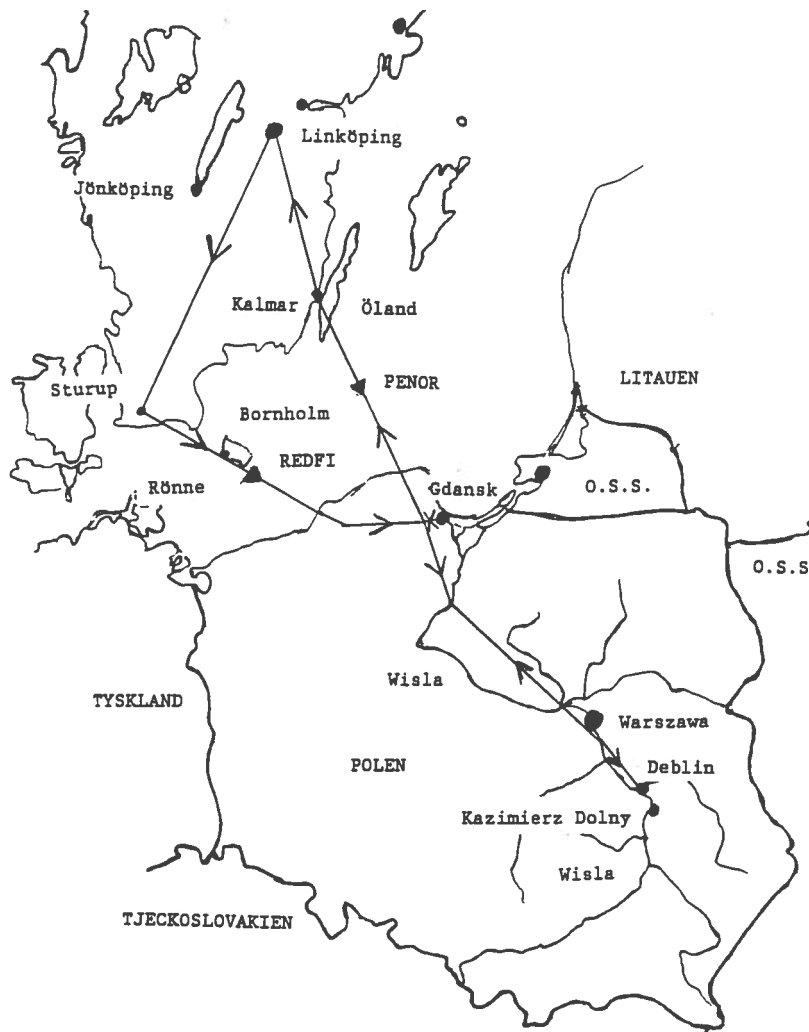 Linköping
Jönköping
Kalmar
Öland
PENOR
LITAUEN
Sturup
Bornholm
REDFI
Rönne
Gdansk
O.S.S.
O.S.S
Wisla
TYSKLAND
Warszawa
POLEN
Deblin
Kazimierz Dolny
Wisla
TJECKOSLOVAKIEN